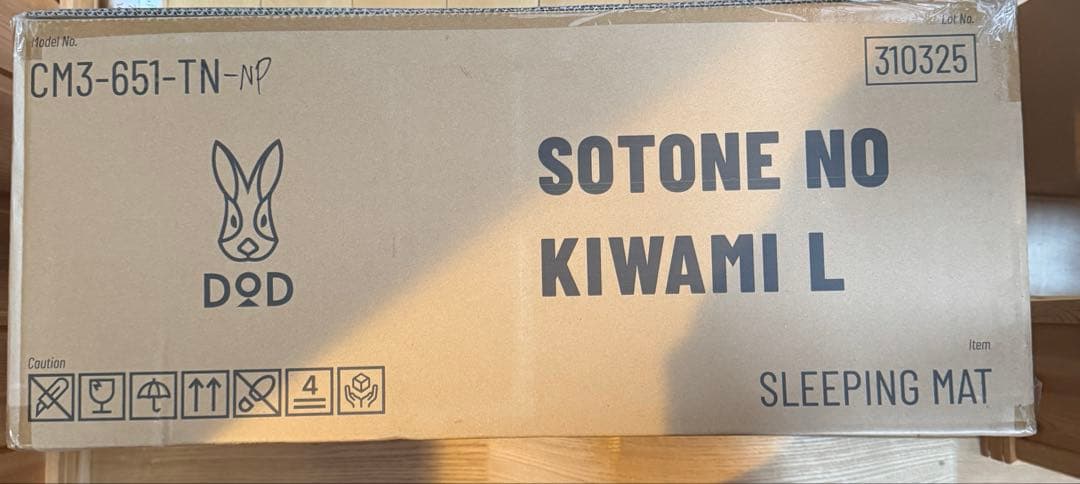 Model No.
CM3-651-TN-NP
Lot No.
310325
DOD
SOTONE NO
KIWAMI L
Caution
4
Item
SLEEPING MAT